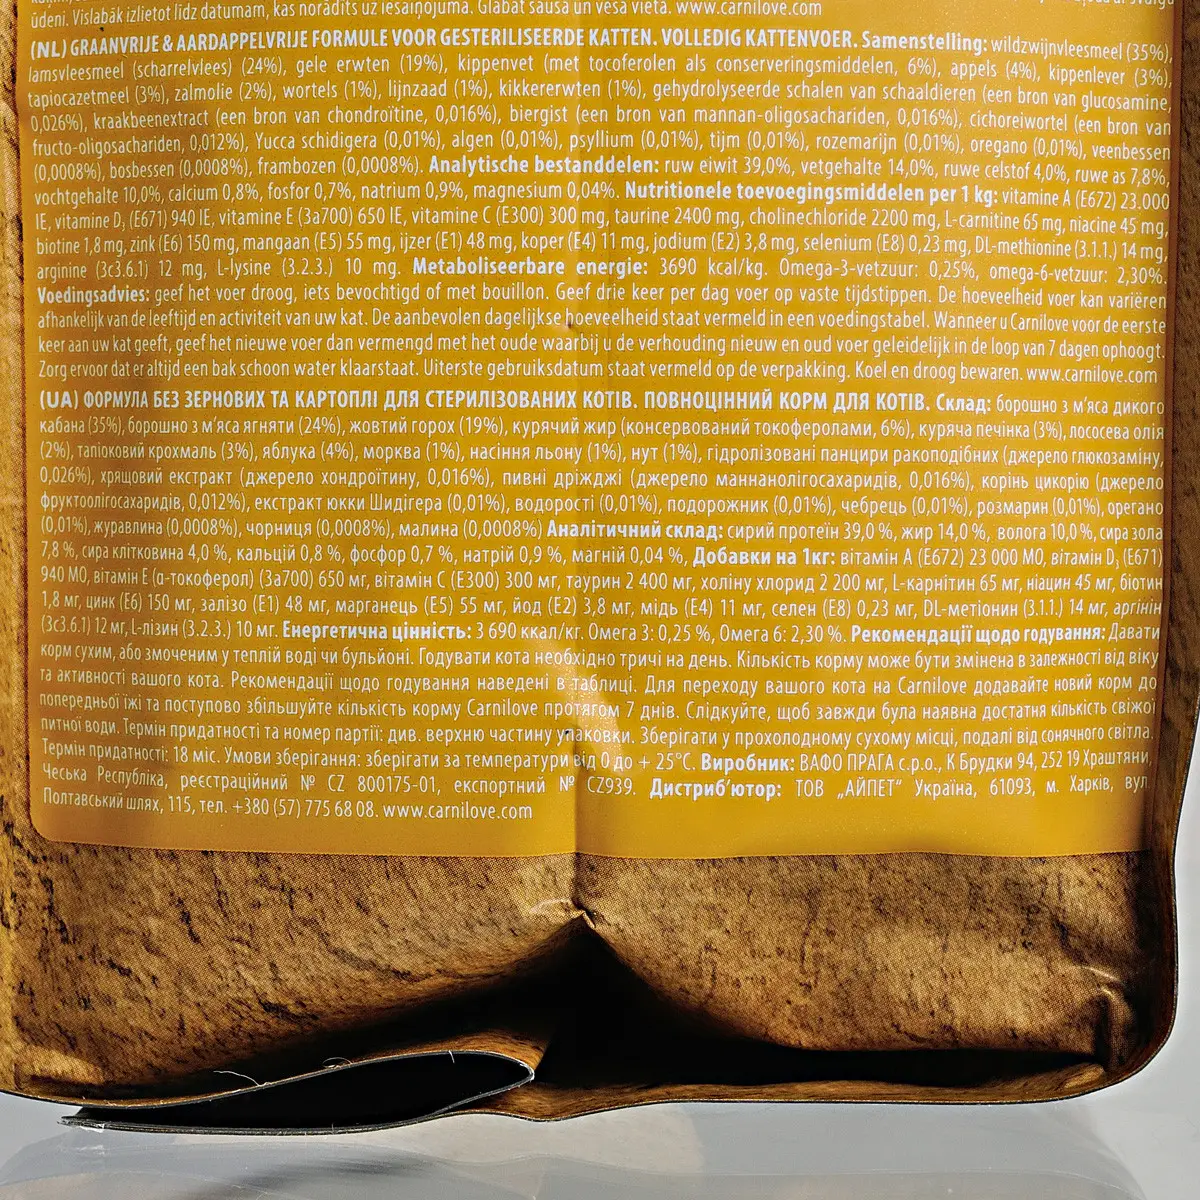 ūdeni. Vislabāk izlietot līdz datumam, kas norādīts uz iesaiņojuma. Glabāt sausā un vēsā vietā. www.carnilove.com
(NL) GRAANVRIJE & AARDAPPELVRIJE FORMULE VOOR GESTERILISEERDE KATTEN. VOLLEDIG KATTENVOER. Samenstelling: wildzwijnvleesmeel (35%),
lamsvleesmeel (scharrelvlees) (24%), gele erwten (19%), kippenvet (met tocoferolen als conserveringsmiddelen, 6%), appels (4%), kippenlever (3%),
tapiocazetmeel (3%), zalmolie (2%), wortels (1%), lijnzaad (1%), kikkererwten (1%), gehydrolyseerde schalen van schaaldieren (een bron van glucosamine,
0,026%), kraakbeenextract (een bron van chondroïtine, 0,016%), biergist (een bron van mannan-oligosachariden, 0,016%), cichoreiwortel (een bron van
fructo-oligosachariden, 0,012%), Yucca schidigera (0,01%), algen (0,01%), psyllium (0,01%), tijm (0,01%), rozemarijn (0,01%), oregano (0,01%), veenbessen
(0,0008%), bosbessen (0,0008%), frambozen (0,0008%). Analytische bestanddelen: ruw eiwit 39,0%, vetgehalte 14,0%, ruwe celstof 4,0%, ruwe as 7,8%,
vochtgehalte 10,0%, calcium 0,8%, fosfor 0,7%, natrium 0,9%, magnesium 0,04%. Nutritionele toevoegingsmiddelen per 1 kg: vitamine A (E672) 23.000
IE, vitamine D₃ (E671) 940 IE, vitamine E (3a700) 650 IE, vitamine C (E300) 300 mg, taurine 2400 mg, cholinechloride 2200 mg, L-carnitine 65 mg, niacine 45 mg,
biotine 1,8 mg, zink (E6) 150 mg, mangaan (E5) 55 mg, ijzer (E1) 48 mg, koper (E4) 11 mg, jodium (E2) 3,8 mg, selenium (E8) 0,23 mg, DL-methionine (3.1.1.) 14 mg,
arginine (3c3.6.1) 12 mg, L-lysine (3.2.3.) 10 mg. Metaboliseerbare energie: 3690 kcal/kg. Omega-3-vetzuur: 0,25%, omega-6-vetzuur: 2,30%.
Voedingsadvies: geef het voer droog, iets bevochtigd of met bouillon. Geef drie keer per dag voer op vaste tijdstippen. De hoeveelheid voer kan variëren
afhankelijk van de leeftijd en activiteit van uw kat. De aanbevolen dagelijkse hoeveelheid staat vermeld in een voedingstabel. Wanneer u Carnilove voor de eerste
keer aan uw kat geeft, geef het nieuwe voer dan vermengd met het oude waarbij u de verhouding nieuw en oud voer geleidelijk in de loop van 7 dagen ophoogt.
Zorg ervoor dat er altijd een bak schoon water klaarstaat. Uiterste gebruiksdatum staat vermeld op de verpakking. Koel en droog bewaren. www.carnilove.com
(UA) ФОРМУЛА БЕЗ ЗЕРНОВИХ ТА КАРТОПЛІ ДЛЯ СТЕРИЛІЗОВАНИХ КОТІВ. ПОВНОЦІННИЙ КОРМ ДЛЯ КОТІВ. Склад: борошно з м’яса дикого
кабана (35%), борошно з м’яса ягняти (24%), жовтий горох (19%), курячий жир (консервований токоферолами, 6%), куряча печінка (3%), лососева олія
(2%), тапіоковий крохмаль (3%), яблука (4%), морква (1%), насіння льону (1%), нут (1%), гідролізовані панцири ракоподібних (джерело глюкозаміну,
0,026%), хрящовий екстракт (джерело хондроїтину, 0,016%), пивні дріжджі (джерело маннанолігосахаридів, 0,016%), корінь цикорію (джерело
фруктоолігосахаридів, 0,012%), екстракт юкки Шидігера (0,01%), водорості (0,01%), подорожник (0,01%), чебрець (0,01%), розмарин (0,01%), орегано
(0,01%), журавлина (0,0008%), чорниця (0,0008%), малина (0,0008%) Аналітичний склад: сирий протеїн 39,0 %, жир 14,0 %, волога 10,0 %, сира зола
7,8 %, сира клітковина 4,0 %, кальцій 0,8 %, фосфор 0,7 %, натрій 0,9 %, магній 0,04 %, Добавки на 1кг: вітамін А (Е672) 23 000 МО, вітамін D₃ (Е671)
940 МО, вітамін Е (α-токоферол) (3а700) 650 мг, вітамін С (Е300) 300 мг, таурин 2 400 мг, холіну хлорид 2 200 мг, L-карнітин 65 мг, ніацин 45 мг, біотин
1,8 мг, цинк (Е6) 150 мг, залізо (Е1) 48 мг, марганець (Е5) 55 мг, йод (Е2) 3,8 мг, мідь (Е4) 11 мг, селен (Е8) 0,23 мг, DL-метіонин (3.1.1.) 14 мг, аргінін
(3с3.6.1) 12 мг, L-лізин (3.2.3.) 10 мг. Енергетична цінність: 3 690 ккал/кг. Омега 3: 0,25 %, Омега 6: 2,30 %. Рекомендації щодо годування: Давати
корм сухим, або змоченим у теплій воді чи бульйоні. Годувати кота необхідно тричі на день. Кількість корму може бути змінена в залежності від віку
та активності вашого кота. Рекомендації щодо годування наведені в таблиці. Для переходу вашого кота на Carnilove додавайте новий корм до
попередньої їжі та поступово збільшуйте кількість корму Carnilove протягом 7 днів. Слідкуйте, щоб завжди була наявна достатня кількість свіжої
питної води. Термін придатності та номер партії: див. верхню частину упаковки. Зберігати у прохолодному сухому місці, подалі від сонячного світла.
Термін придатності: 18 міс. Умови зберігання: зберігати за температури від 0 до + 25°С. Виробник: ВАФО ПРАГА с.р.о., К Брудки 94, 252 19 Храштяни,
Чеська Республіка, реєстраційний № CZ 800175-01, експортний № CZ939. Дистриб’ютор: ТОВ „АЙПЕТ“ Україна, 61093, м. Харків, вул.
Полтавський шлях, 115, тел. +380 (57) 775 68 08. www.carnilove.com